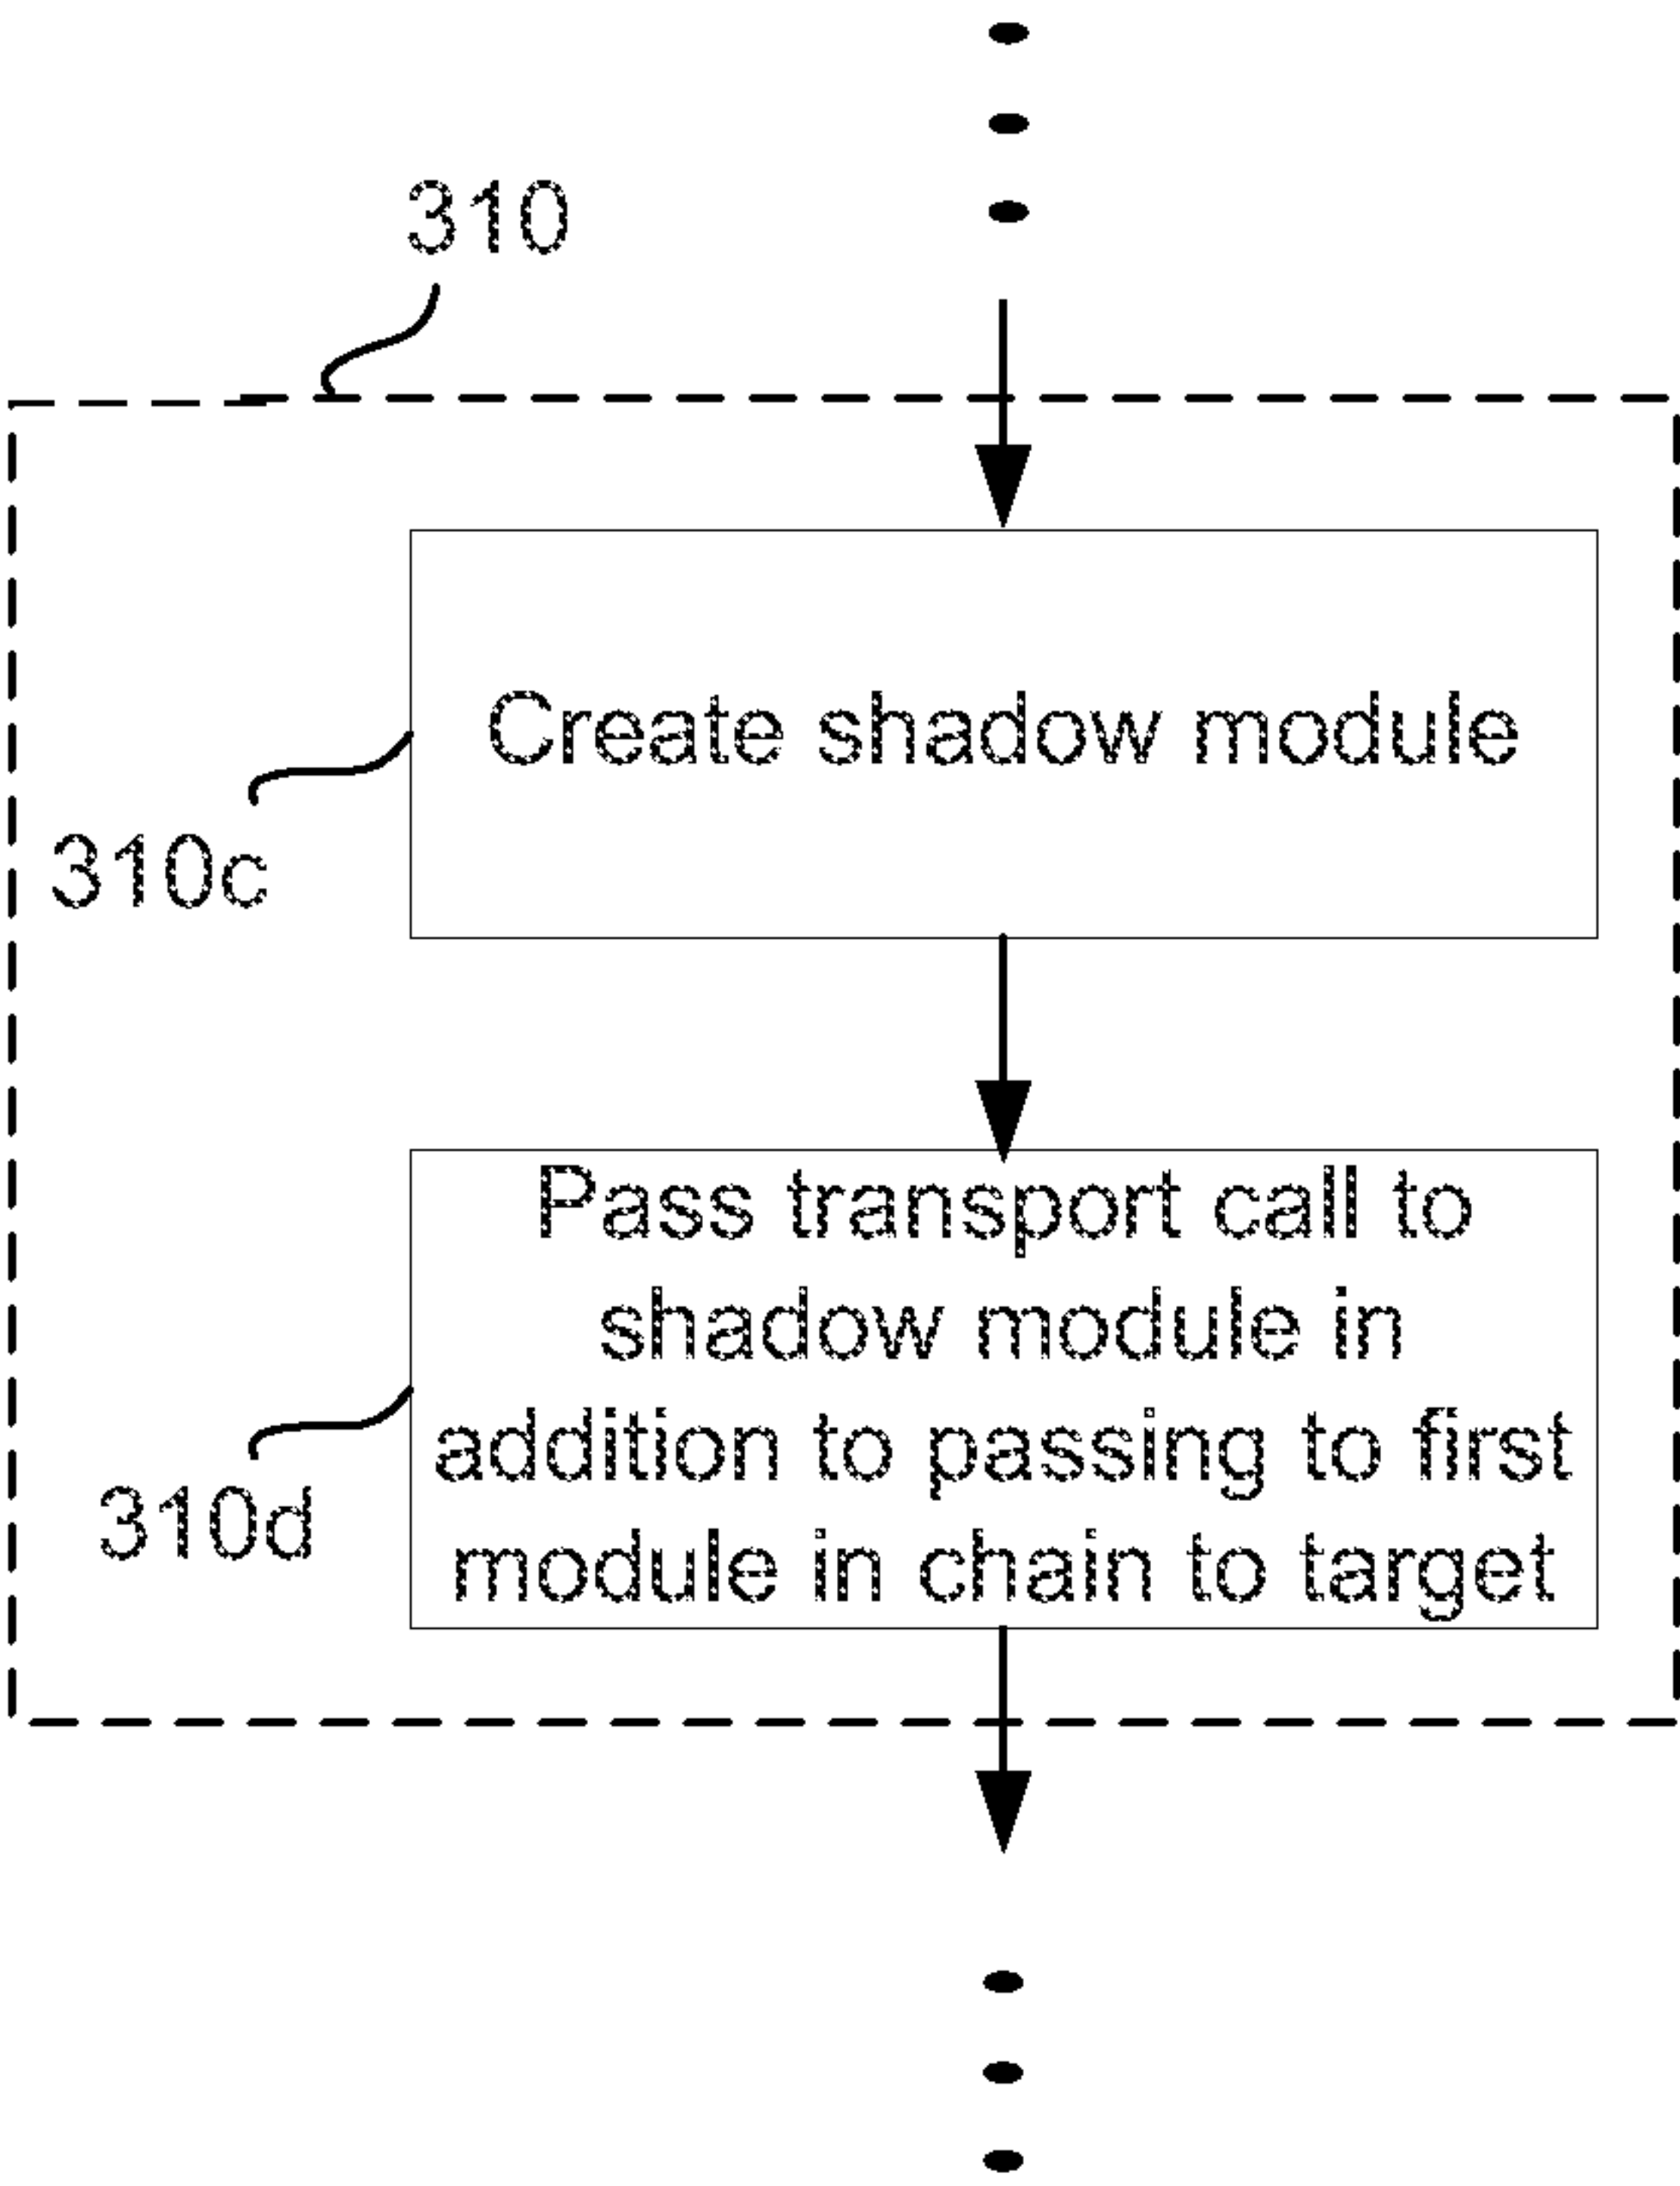 310
Create shadow module
310c
Pass transport call to
shadow module in
addition to passing to first
module in chain to target
310d